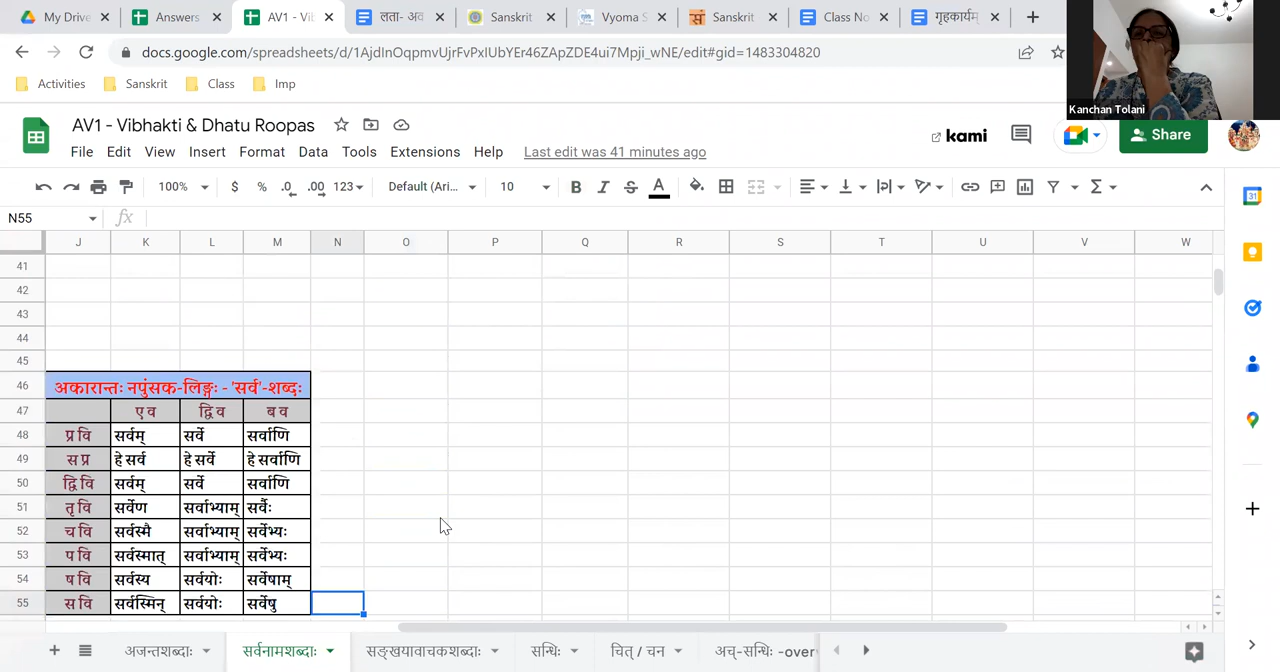 My Drive
Answers
AV1 - Vi
लता- अव
Sanskrit
Vyoma S
Sanskrit
Class No
गृहकार्यम्
docs.google.com/spreadsheets/d/1AjdInOqpmvUjrFvPxIUbYEr46ZApZDE4ui7Mpji_wNE/edit#gid=1483304820
Activities Sanskrit Class Imp
Kanchan Tolani
AV1 - Vibhakti & Dhatu Roopas
kami
Share
File Edit View Insert Format Data Tools Extensions Help Last edit was 41 minutes ago
100% $ % .0 .00 123 Default (Ari... 10 B I S A
N55 fx
J K L M N O P Q R S T U V W
41
42
43
44
45
46 अकारान्तः नपुंसक-लिङ्गः - 'सर्व'-शब्दः
47 ए व द्वि व ब व
48 प्र वि सर्वम् सर्वे सर्वाणि
49 स प्र हे सर्व हे सर्वे हे सर्वाणि
50 द्वि वि सर्वम् सर्वे सर्वाणि
51 तृ वि सर्वेण सर्वाभ्याम् सर्वैः
52 च वि सर्वस्मै सर्वाभ्याम् सर्वेभ्यः
53 प वि सर्वस्मात् सर्वाभ्याम् सर्वेभ्यः
54 ष वि सर्वस्य सर्वयोः सर्वेषाम्
55 स वि सर्वस्मिन् सर्वयोः सर्वेषु
अजन्तशब्दाः सर्वनामशब्दाः सङ्खयावाचकशब्दाः सन्धिः चित् / चन अच्-सन्धिः -over